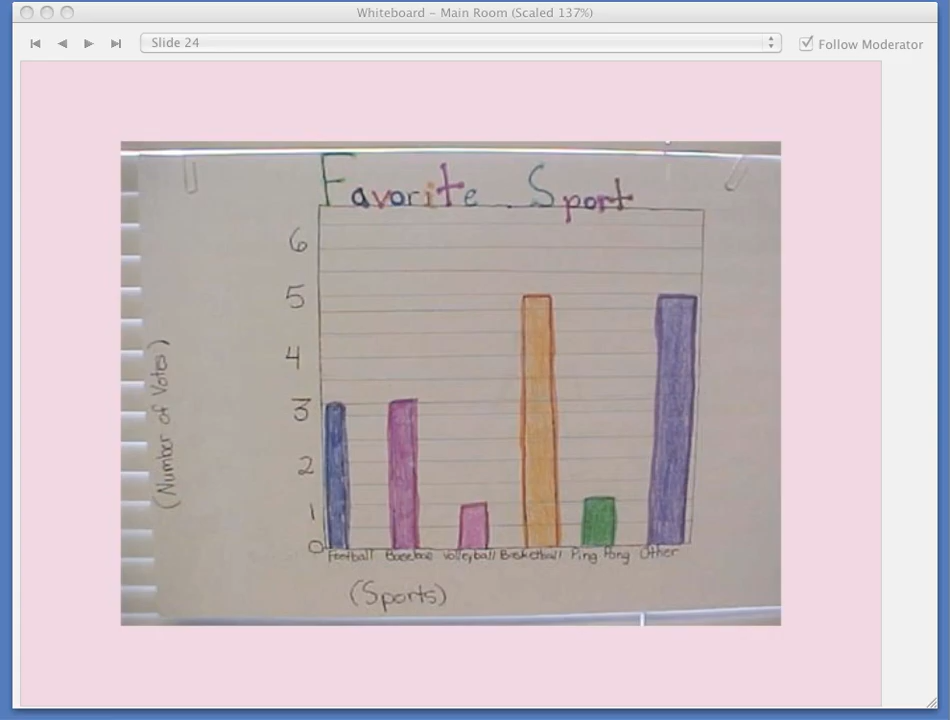 Whiteboard – Main Room (Scaled 137%)
Slide 24
Follow Moderator
Favorite Sport
6
5
4
3
2
1
0
(Number of Votes)
Football Baseball Volleyball Basketball Ping Pong Other
(Sports)